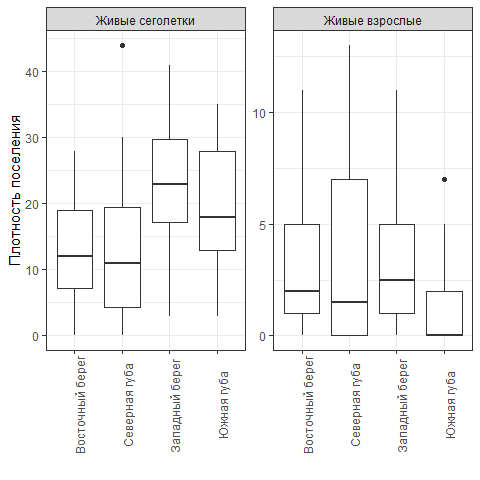 Живые сеголетки
Живые взрослые
Плотность поселения
40
30
20
10
0
10
5
0
Восточный берег
Северная губа
Западный берег
Южная губа
Восточный берег
Северная губа
Западный берег
Южная губа